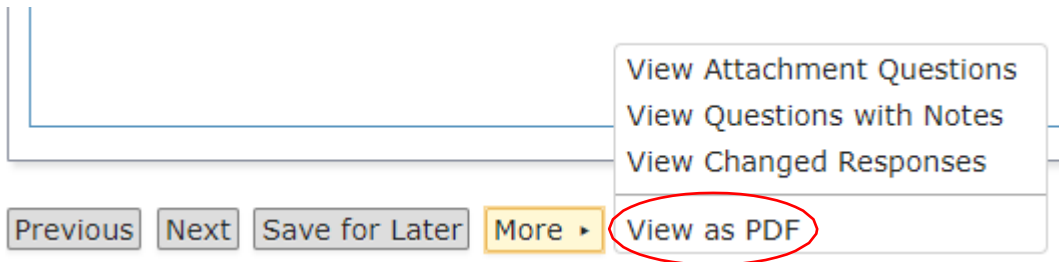 View Attachment Questions
View Questions with Notes
View Changed Responses
Previous Next Save for Later More ▸ View as PDF